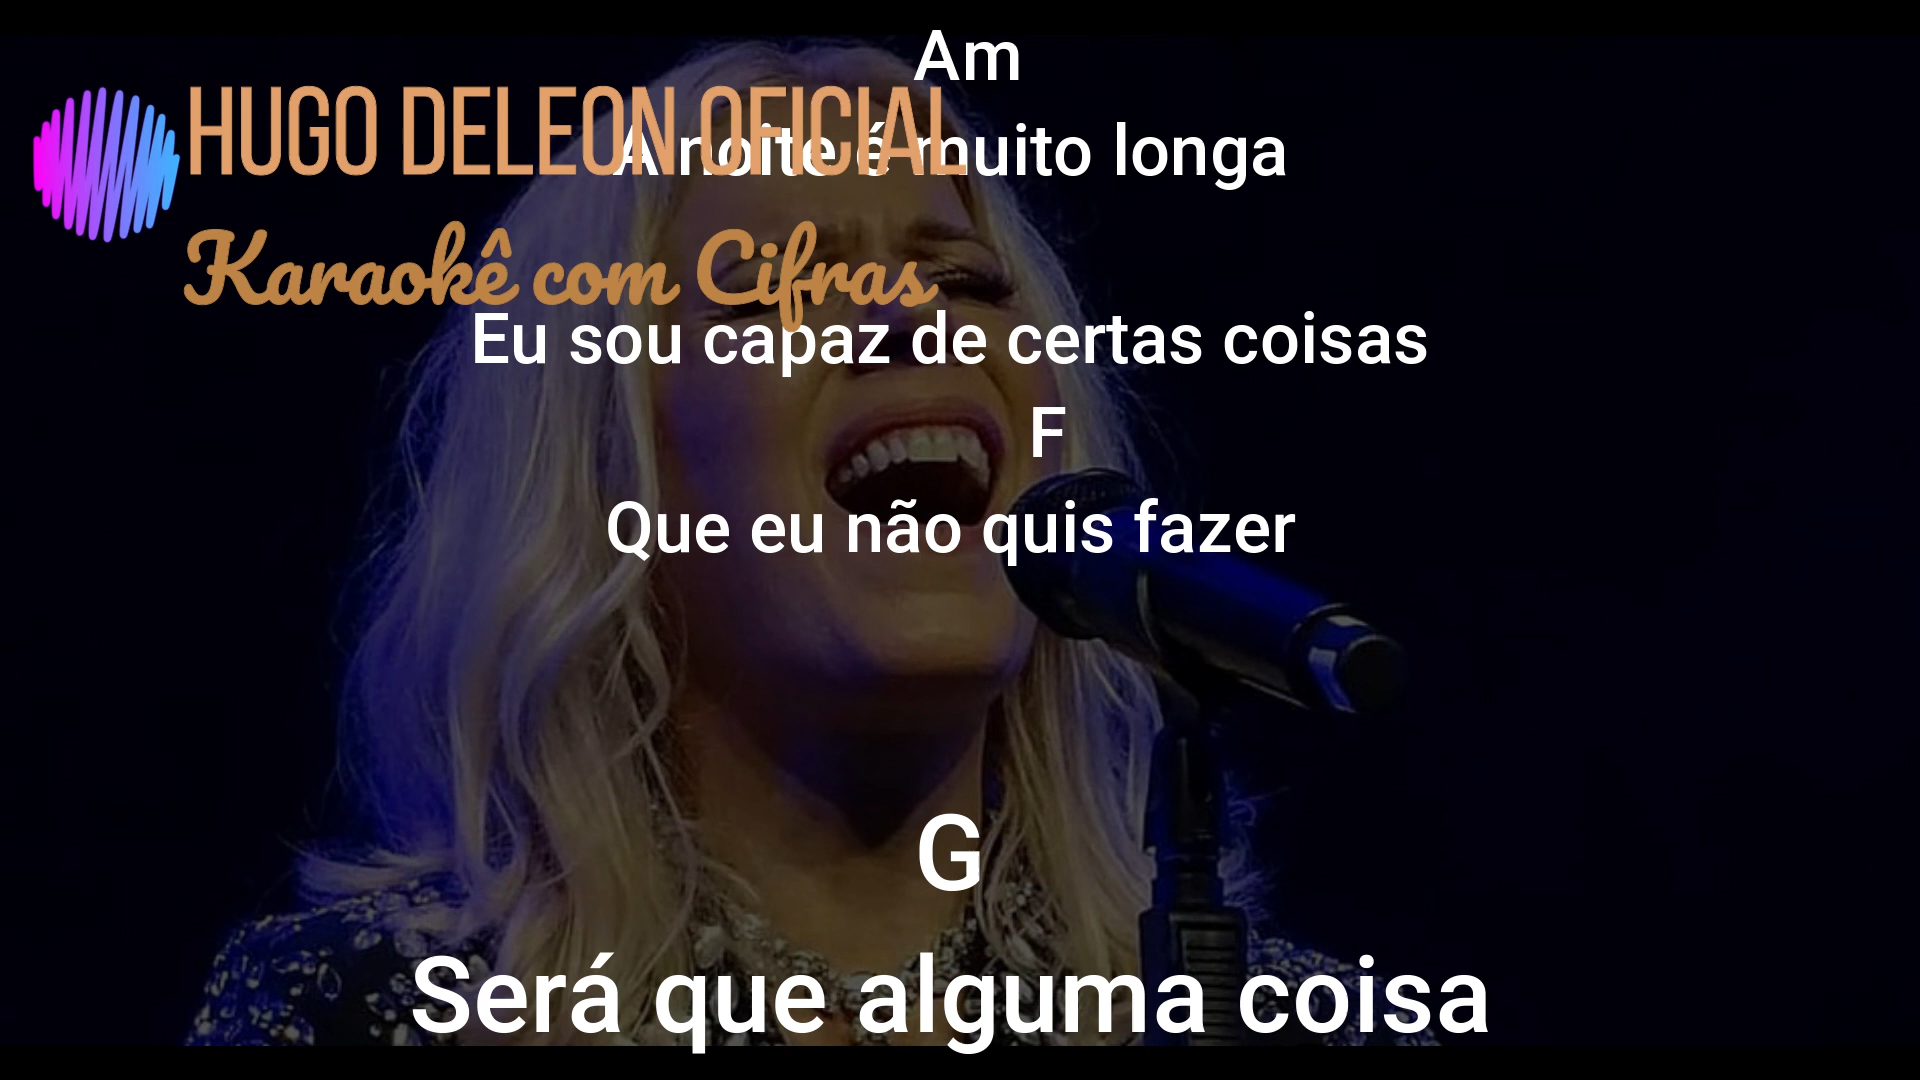 Am
HUGO DELEON OFICIAL
A noite é muito longa
Karaokê com Cifras
Eu sou capaz de certas coisas
F
Que eu não quis fazer
G
Será que alguma coisa